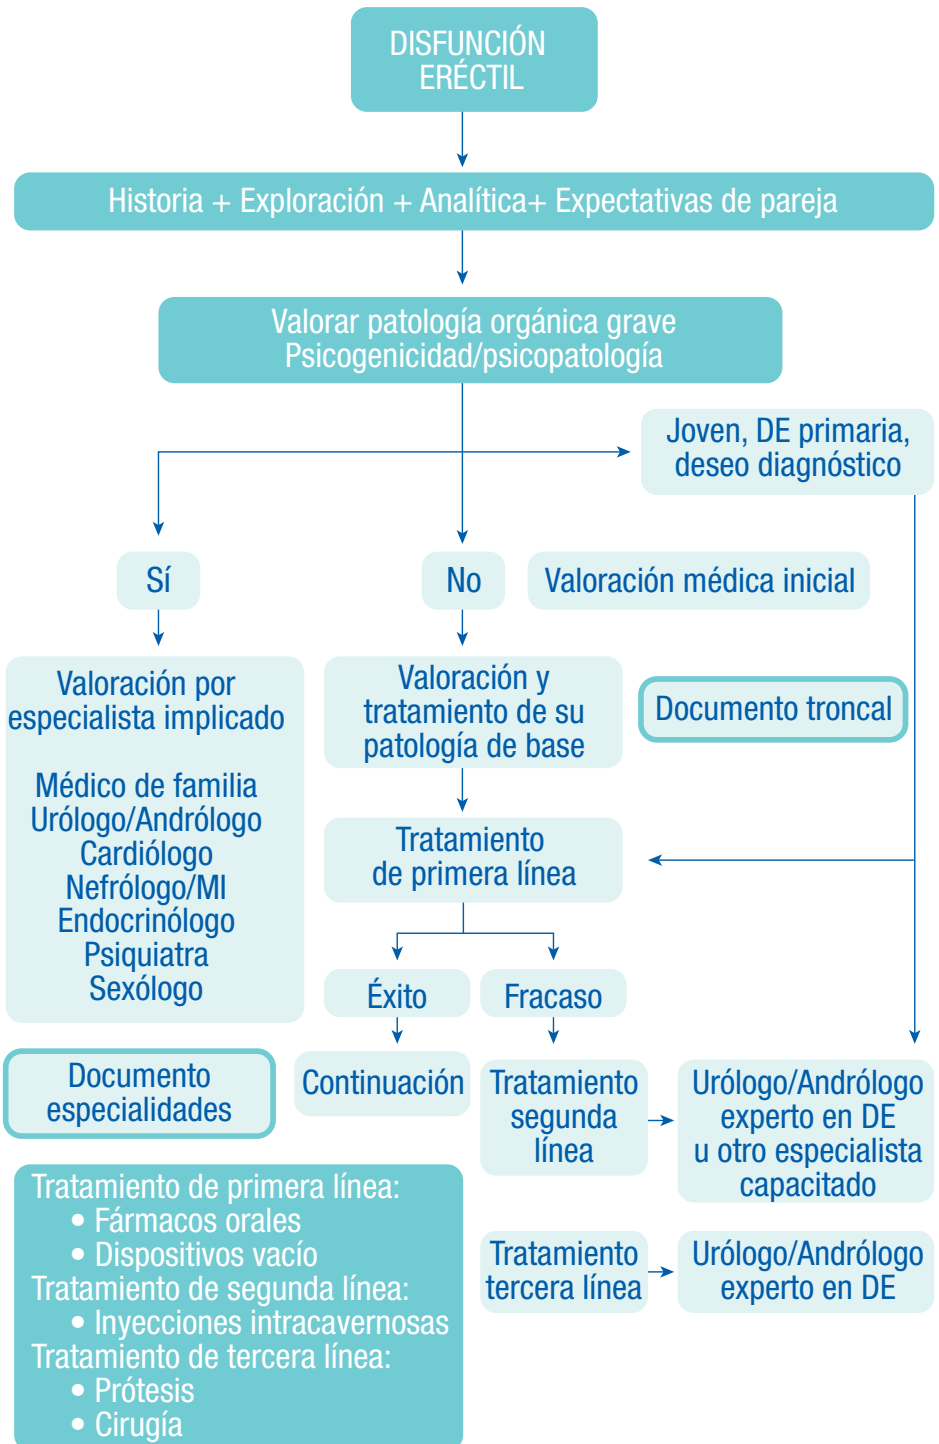 DISFUNCIÓN
ERÉCTIL
Historia + Exploración + Analítica+ Expectativas de pareja
Valorar patología orgánica grave
Psicogenicidad/psicopatología
Joven, DE primaria,
deseo diagnóstico
Sí
No
Valoración médica inicial
Valoración por
especialista implicado
Médico de familia
Urólogo/Andrólogo
Cardiólogo
Nefrólogo/MI
Endocrinólogo
Psiquiatra
Sexólogo
Valoración y
tratamiento de su
patología de base
Documento troncal
Tratamiento
de primera línea
Éxito
Fracaso
Documento
especialidades
Continuación
Tratamiento
segunda
línea
Urólogo/Andrólogo
experto en DE
u otro especialista
capacitado
Tratamiento
tercera línea
Urólogo/Andrólogo
experto en DE
Tratamiento de primera línea:
• Fármacos orales
• Dispositivos vacío
Tratamiento de segunda línea:
• Inyecciones intracavernosas
Tratamiento de tercera línea:
• Prótesis
• Cirugía